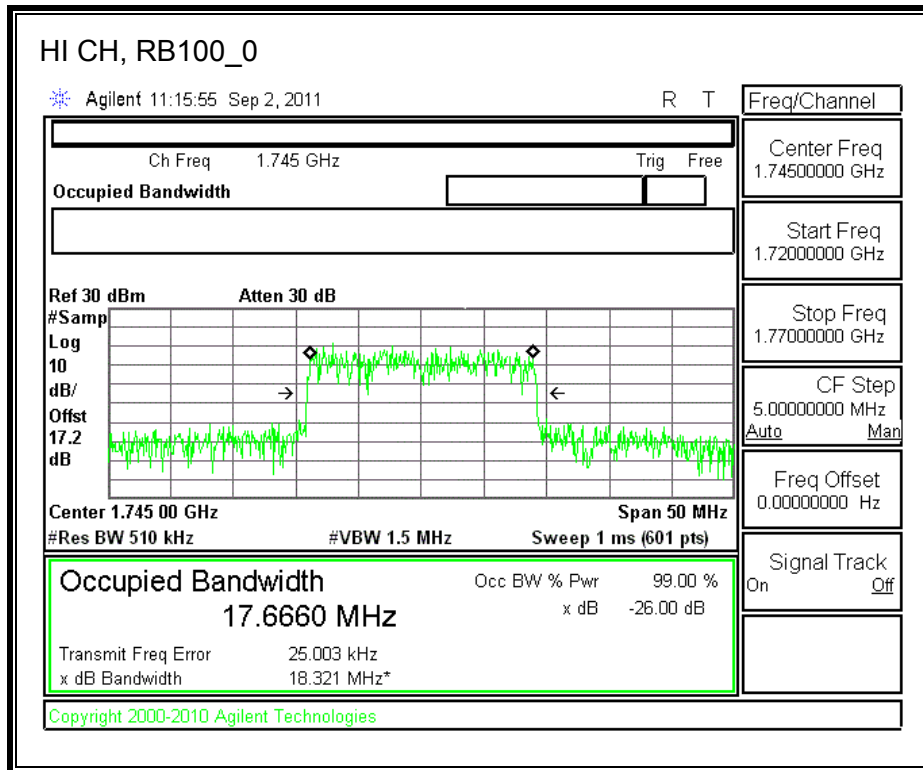 HI CH, RB100_0
Agilent 11:15:55 Sep 2, 2011 R T
Freq/Channel
Ch Freq 1.745 GHz Trig Free
Occupied Bandwidth
Center Freq
1.74500000 GHz
Start Freq
1.72000000 GHz
Stop Freq
1.77000000 GHz
CF Step
5.00000000 MHz
Auto Man
Freq Offset
0.00000000 Hz
Signal Track
On Off
Ref 30 dBm Atten 30 dB
#Samp
Log
10
dB/
Offst
17.2
dB
Center 1.745 00 GHz Span 50 MHz
#Res BW 510 kHz #VBW 1.5 MHz Sweep 1 ms (601 pts)
Occupied Bandwidth
17.6660 MHz
Occ BW % Pwr 99.00 %
x dB -26.00 dB
Transmit Freq Error 25.003 kHz
x dB Bandwidth 18.321 MHz*
Copyright 2000-2010 Agilent Technologies